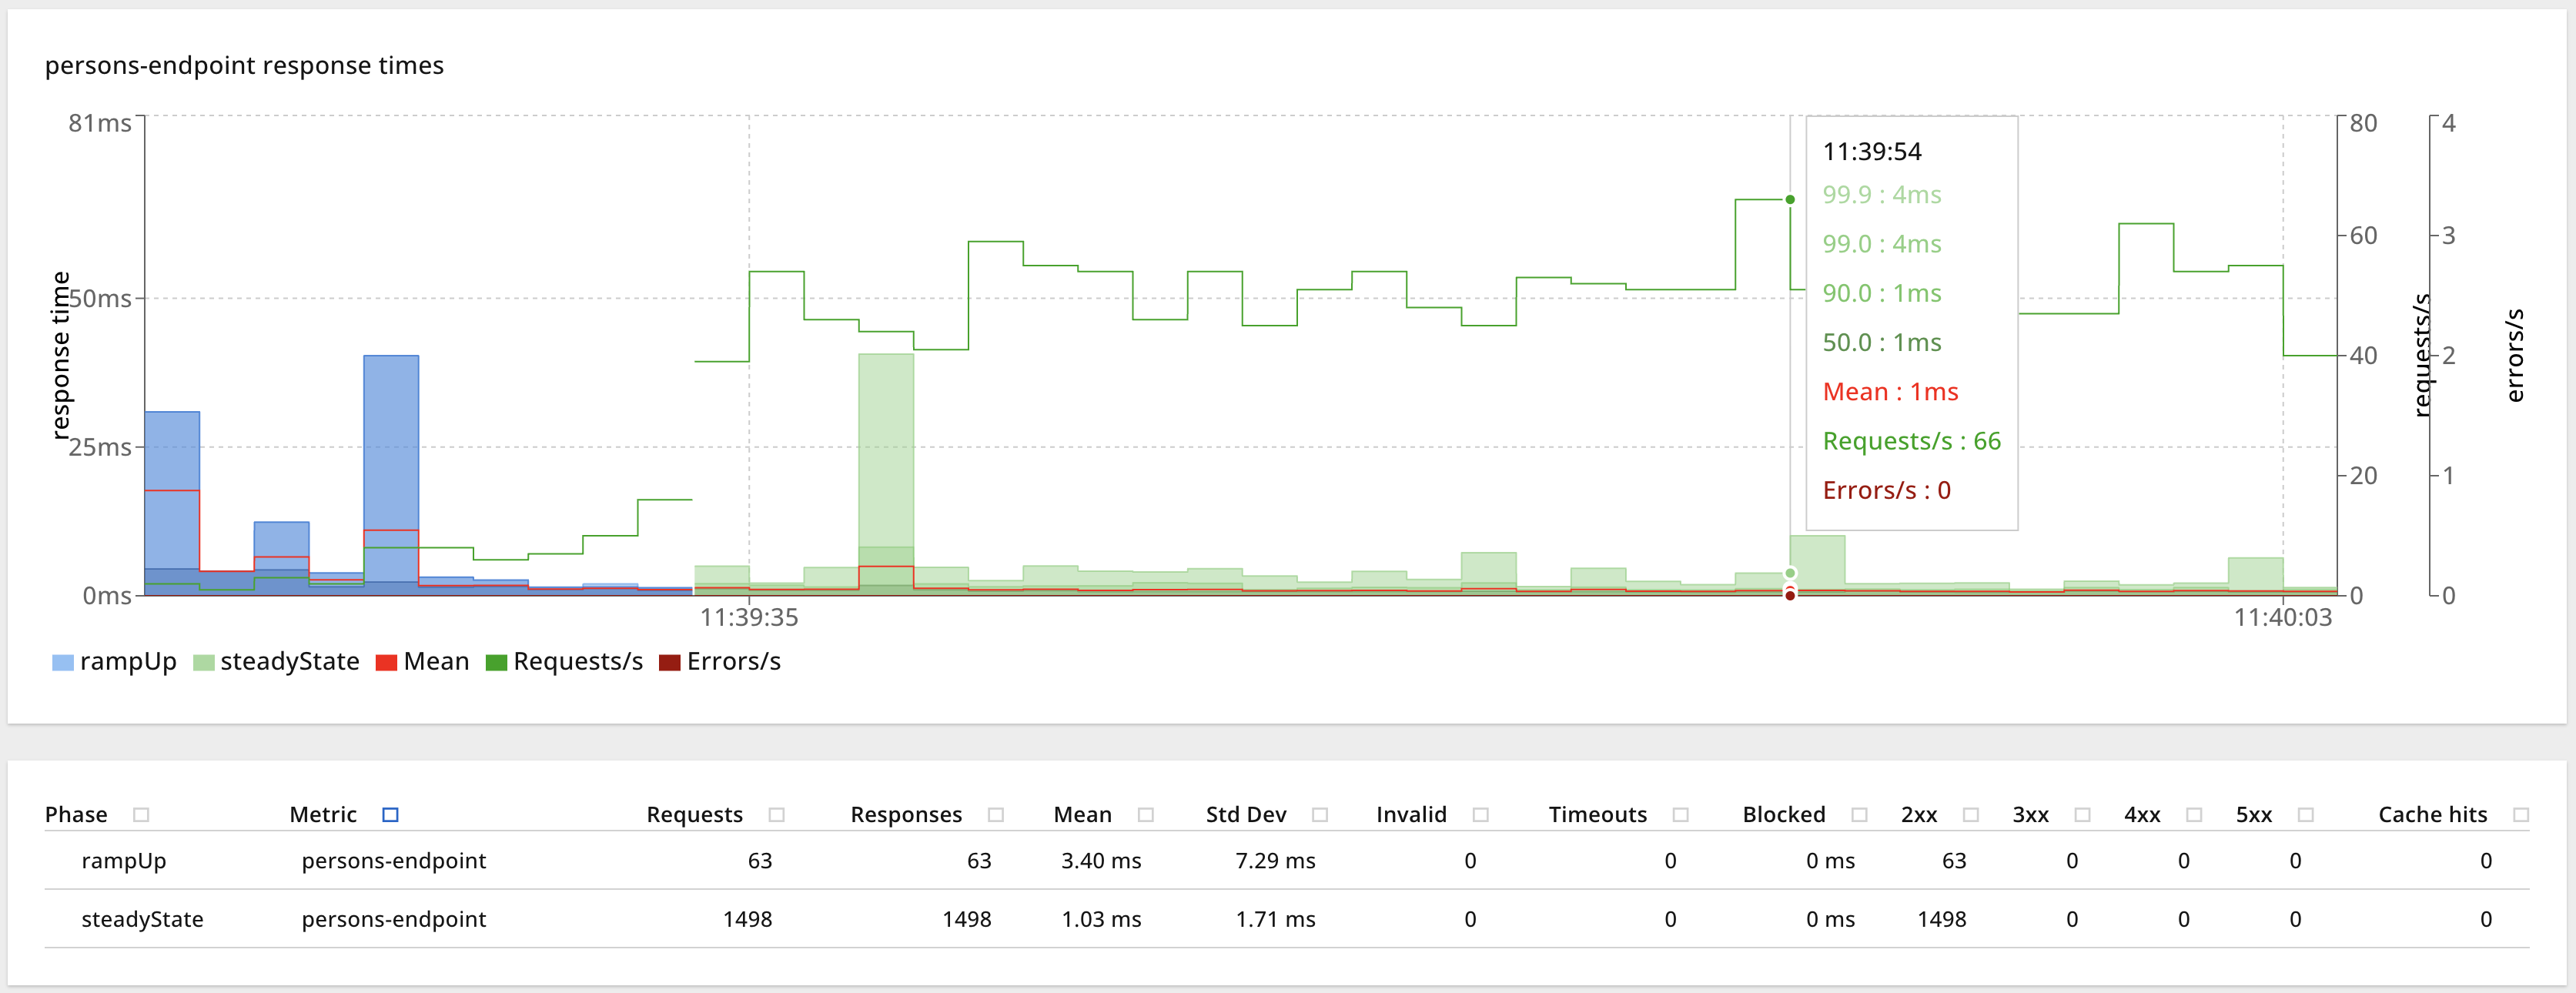 persons-endpoint response times
81ms
50ms
25ms
0ms
response time
11:39:35
11:40:03
80
60
40
20
0
requests/s
4
3
2
1
0
errors/s
11:39:54
99.9 : 4ms
99.0 : 4ms
90.0 : 1ms
50.0 : 1ms
Mean : 1ms
Requests/s : 66
Errors/s : 0
rampUp steadyState Mean Requests/s Errors/s
Phase Metric Requests Responses Mean Std Dev Invalid Timeouts Blocked 2xx 3xx 4xx 5xx Cache hits
rampUp persons-endpoint 63 63 3.40 ms 7.29 ms 0 0 0 ms 63 0 0 0 0
steadyState persons-endpoint 1498 1498 1.03 ms 1.71 ms 0 0 0 ms 1498 0 0 0 0